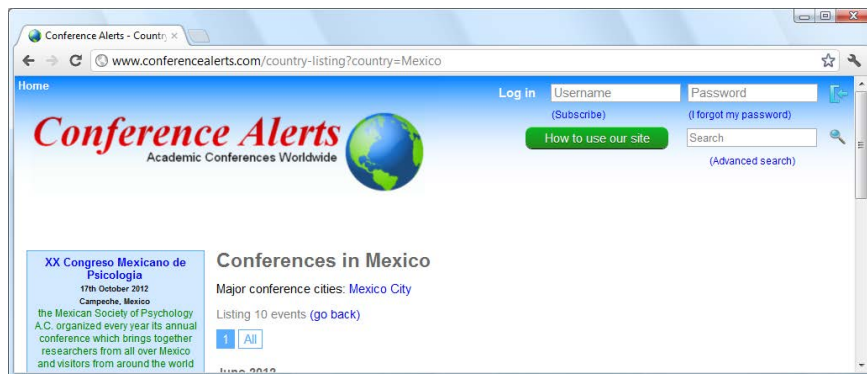 Conference Alerts - Countr
www.conferencealerts.com/country-listing?country=Mexico
Home
Log in Username Password
(Subscribe) (I forgot my password)
Conference Alerts
Academic Conferences Worldwide
How to use our site Search
(Advanced search)
XX Congreso Mexicano de
Psicologia
17th October 2012
Campeche, Mexico
the Mexican Society of Psychology
A.C. organized every year its annual
conference which brings together
researchers from all over Mexico
and visitors from around the world
Conferences in Mexico
Major conference cities: Mexico City
Listing 10 events (go back)
1 All
June 2012